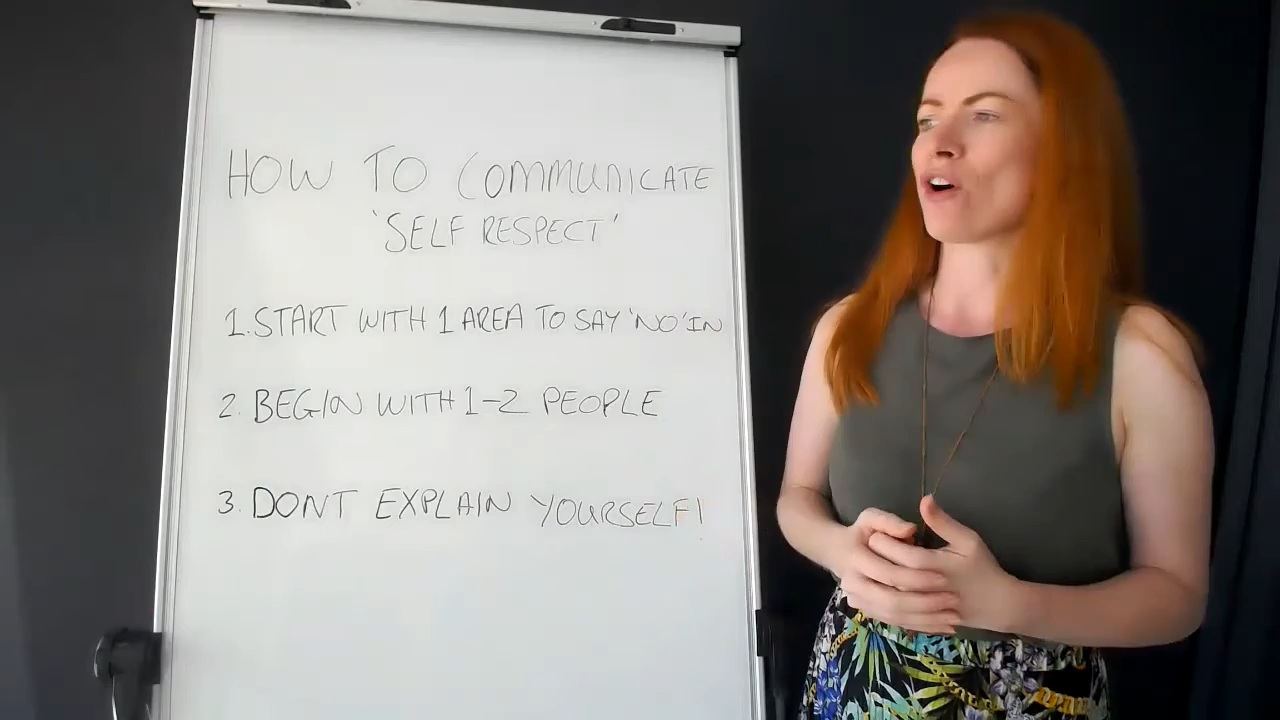 HOW TO COMMUNICATE
'SELF RESPECT'
1. START WITH 1 AREA TO SAY 'NO' IN
2. BEGIN WITH 1-2 PEOPLE
3. DONT EXPLAIN YOURSELF!